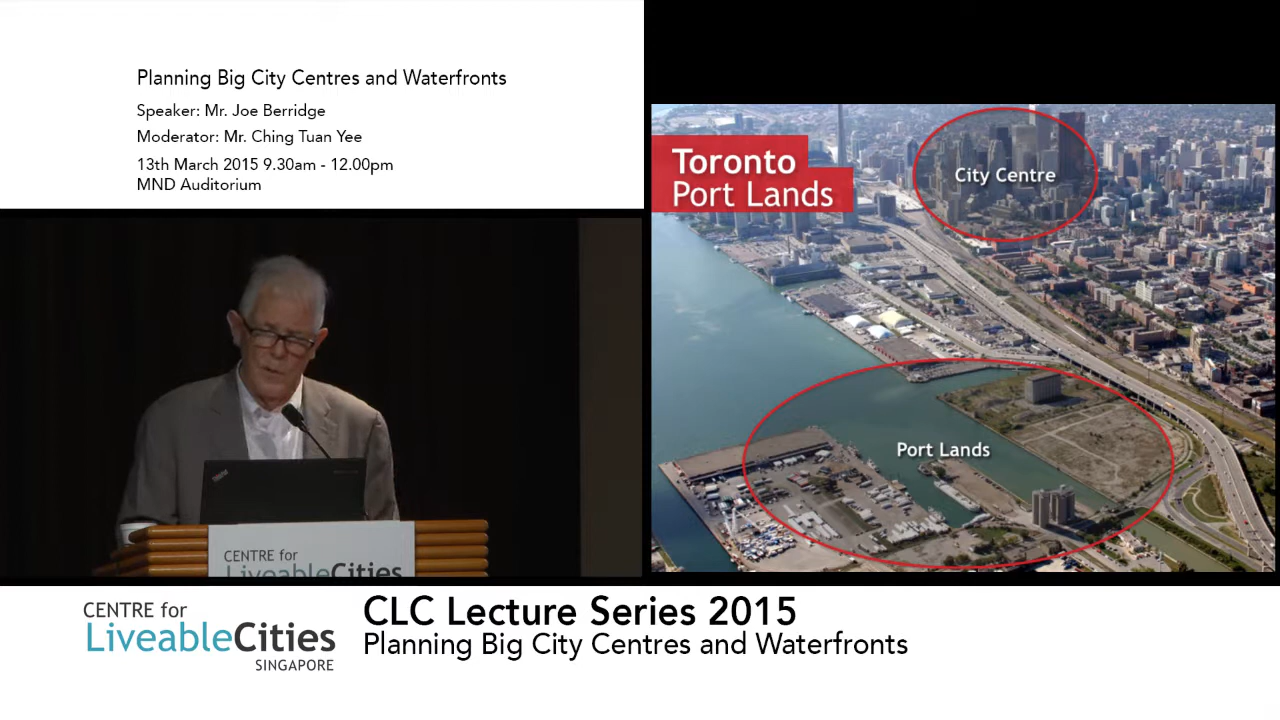 Planning Big City Centres and Waterfronts
Speaker: Mr. Joe Berridge
Moderator: Mr. Ching Tuan Yee
13th March 2015 9.30am - 12.00pm
MND Auditorium
Toronto
Port Lands
City Centre
Port Lands
CENTRE for
LiveableCities
CENTRE for
LiveableCities
SINGAPORE
CLC Lecture Series 2015
Planning Big City Centres and Waterfronts